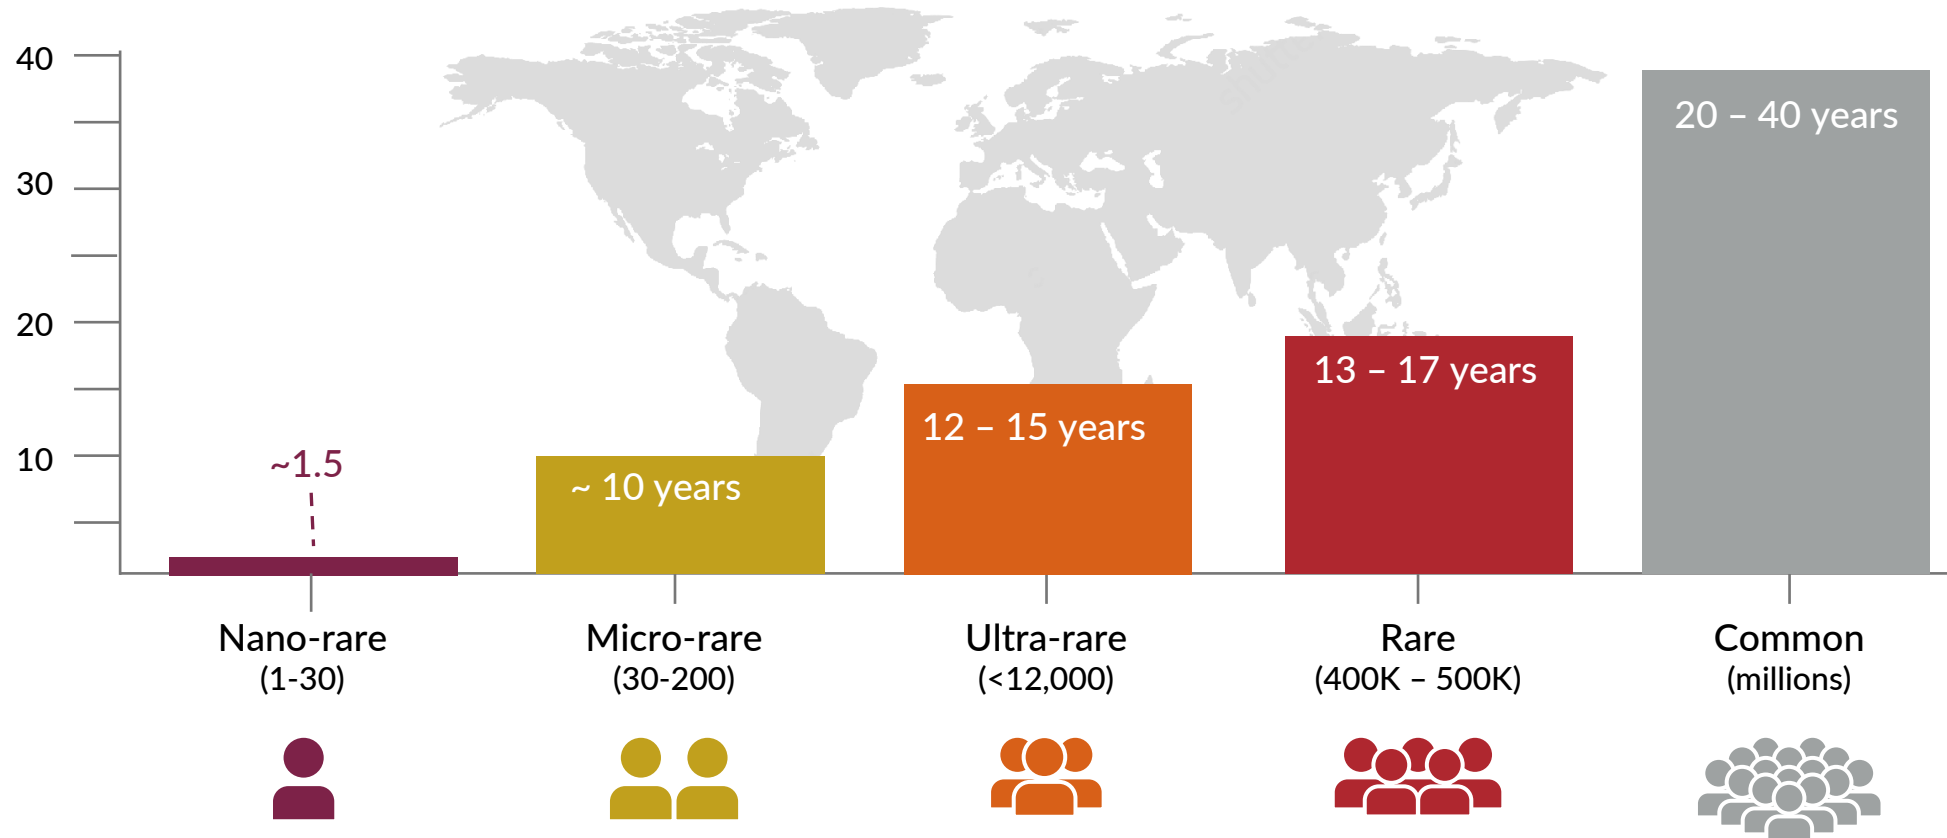 40
30
20
10
~1.5
~ 10 years
12 – 15 years
13 – 17 years
20 – 40 years
Nano-rare
(1-30)
Micro-rare
(30-200)
Ultra-rare
(<12,000)
Rare
(400K – 500K)
Common
(millions)